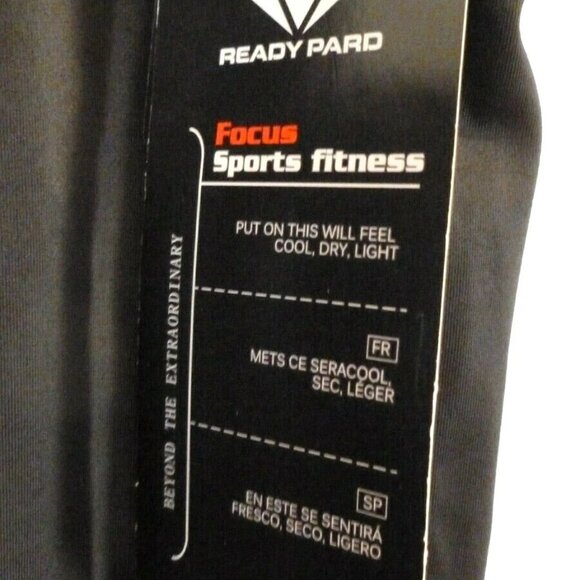 READY PARD
Focus
Sports fitness
PUT ON THIS WILL FEEL
COOL, DRY, LIGHT
FR
METS CE SERACOOL,
SEC, LÉGER
SP
EN ESTE SE SENTIRÁ
FRESCO, SECO, LIGERO
BEYOND THE EXTRAORDINARY